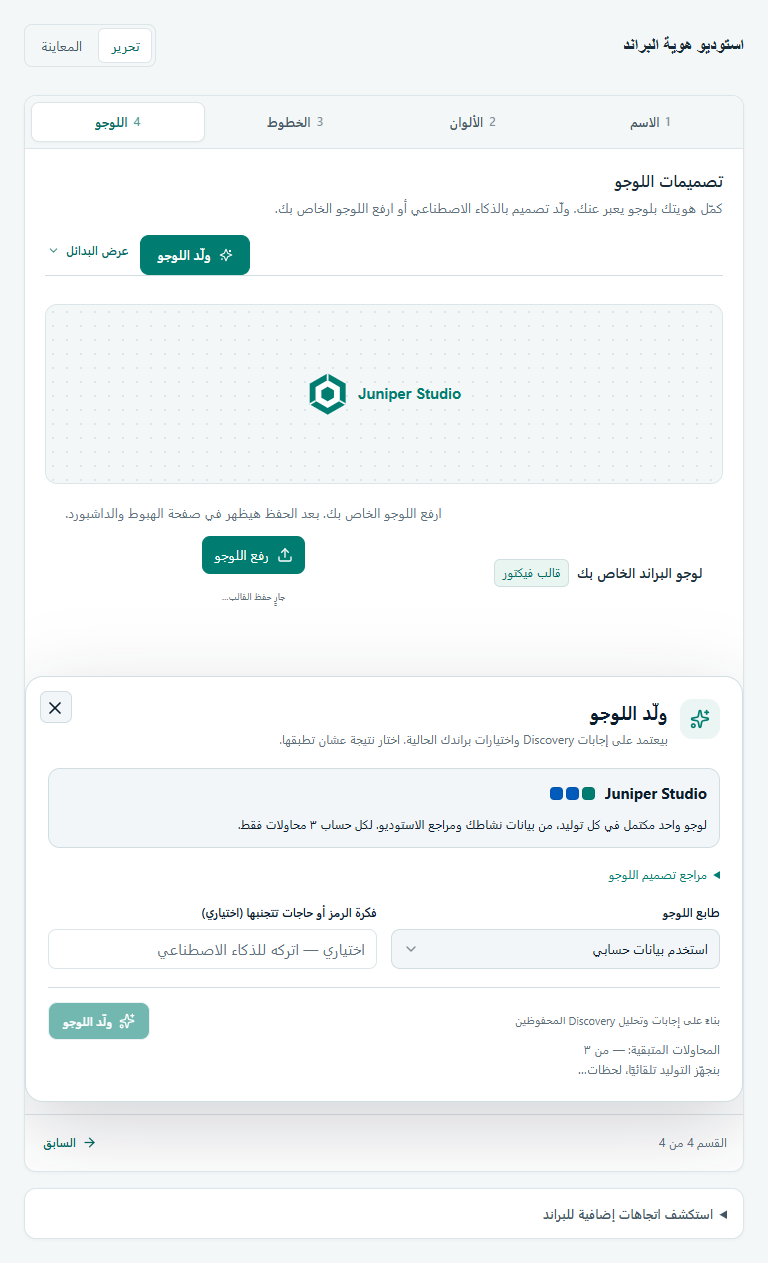 استوديو هوية البراند
تحرير
المعاينة
1 الاسم
2 الألوان
3 الخطوط
4 اللوجو
تصميمات اللوجو
كمّل هويتك بلوجو يعبر عنك. ولّد تصميم بالذكاء الاصطناعي أو ارفع اللوجو الخاص بك.
ولّد اللوجو
عرض البدائل
Juniper Studio
ارفع اللوجو الخاص بك. بعد الحفظ هيظهر في صفحة الهبوط والداشبورد.
رفع اللوجو
لوجو البراند الخاص بك
قالب فيكتور
جارٍ حفظ القالب...
ولّد اللوجو
بيعتمد على إجابات Discovery واختيارات براندك الحالية. اختار نتيجة عشان تطبقها.
Juniper Studio
لوجو واحد مكتمل في كل توليد، من بيانات نشاطك ومراجع الاستوديو. لكل حساب ٣ محاولات فقط.
مراجع تصميم اللوجو
طابع اللوجو
فكرة الرمز أو حاجات تتجنبها (اختياري)
استخدم بيانات حسابي
اختياري — اتركه للذكاء الاصطناعي
بناءً على إجابات وتحليل Discovery المحفوظين
ولّد اللوجو
المحاولات المتبقية: — من ٣
بنجهّز التوليد تلقائيًا، لحظات...
القسم 4 من 4
السابق
استكشف اتجاهات إضافية للبراند